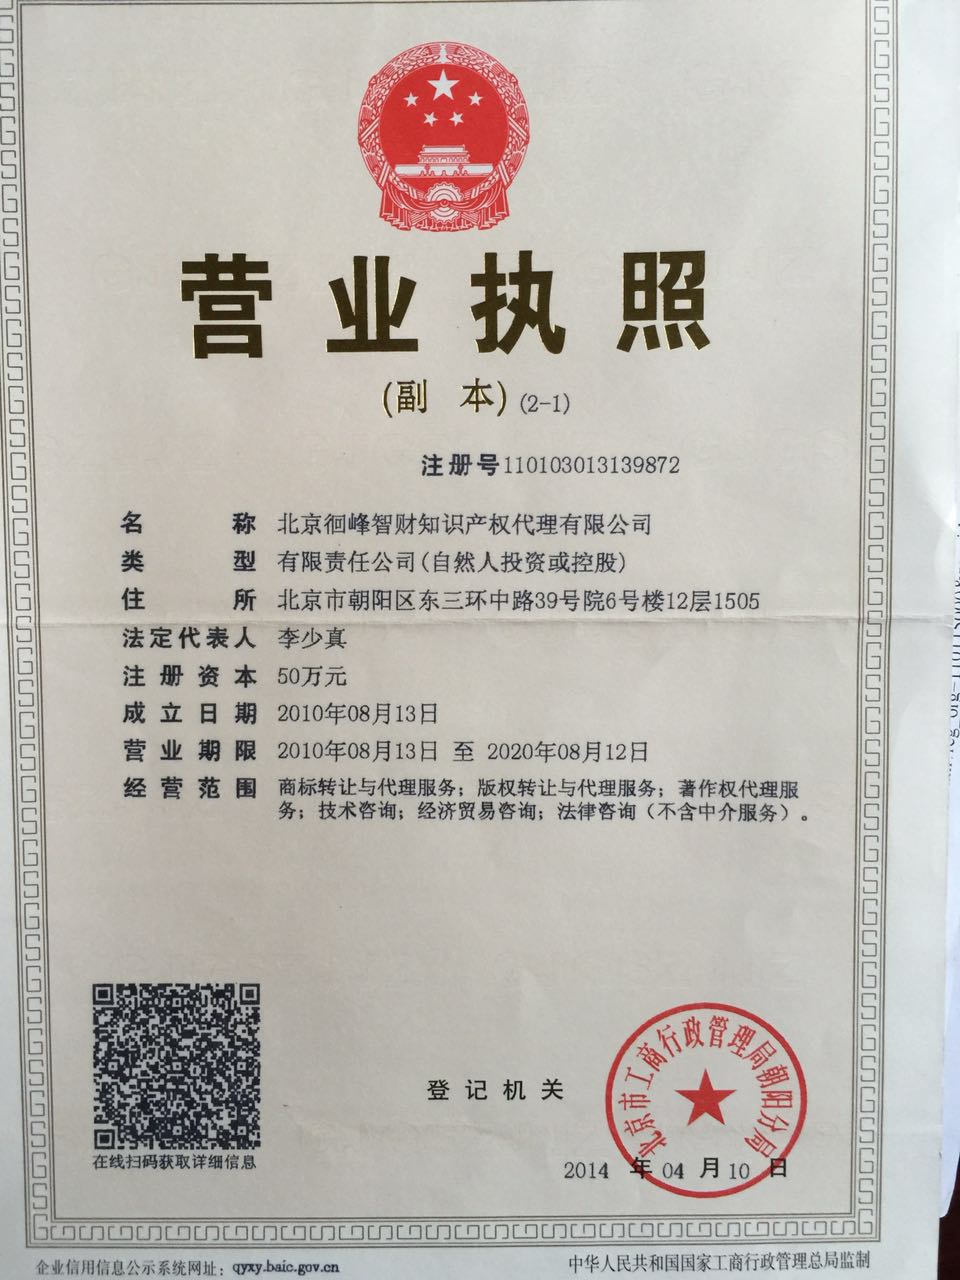 营业执照
(副 本) (2-1)
注册号110103013139872
名 称 北京徊峰智财知识产权代理有限公司
类 型 有限责任公司(自然人投资或控股)
住 所 北京市朝阳区东三环中路39号院6号楼12层1505
法定代表人 李少真
注册资本 50万元
成立日期 2010年08月13日
营业期限 2010年08月13日 至 2020年08月12日
经营范围 商标转让与代理服务；版权转让与代理服务；著作权代理服
务；技术咨询；经济贸易咨询；法律咨询（不含中介服务）。
在线扫码获取详细信息
登记机关
北京市工商行政管理局朝阳分局
2014 年 04 月 10 日
企业信用信息公示系统网址：qyxy.baic.gov.cn
中华人民共和国国家工商行政管理总局监制